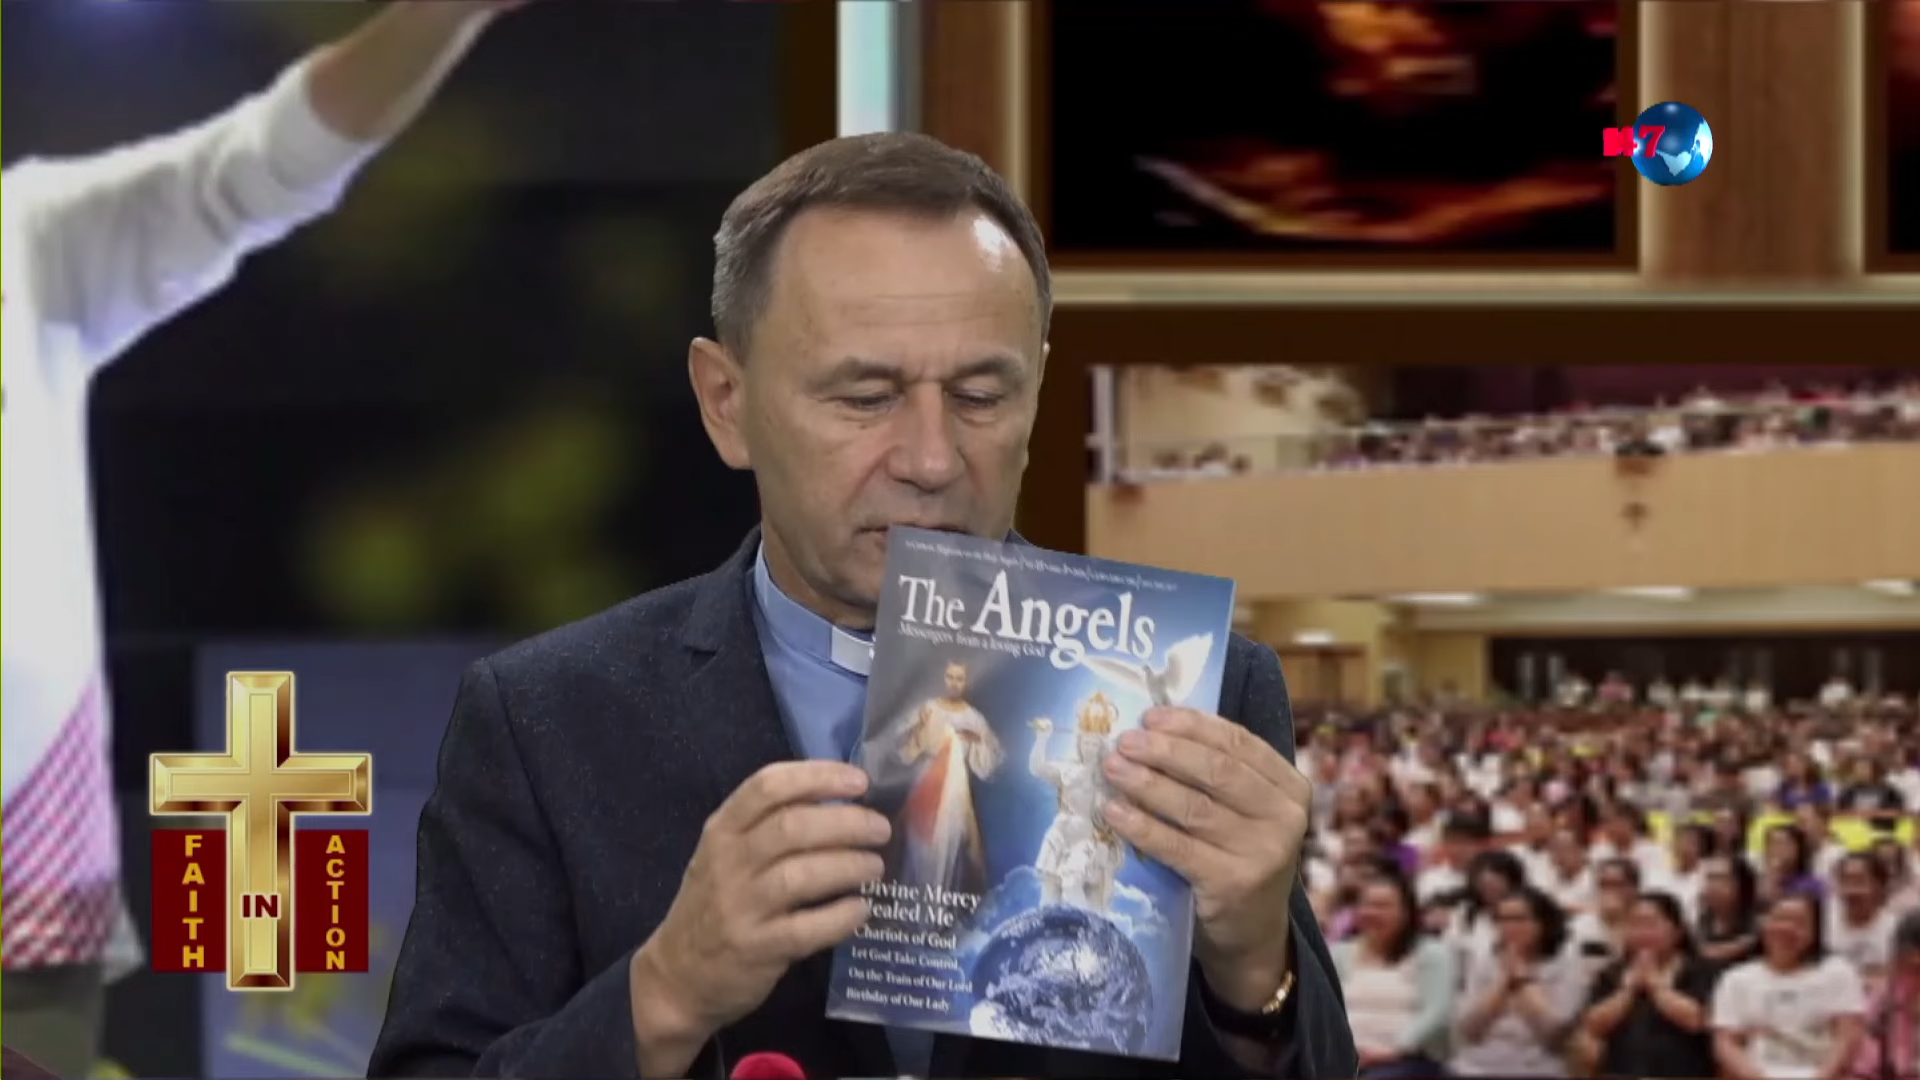 The Angels
Messengers from a loving God
Divine Mercy
Healed Me
Chariots of God
Let God Take Control
On the Train of Our Lord
Birthday of Our Lady
FAITH
IN
ACTION